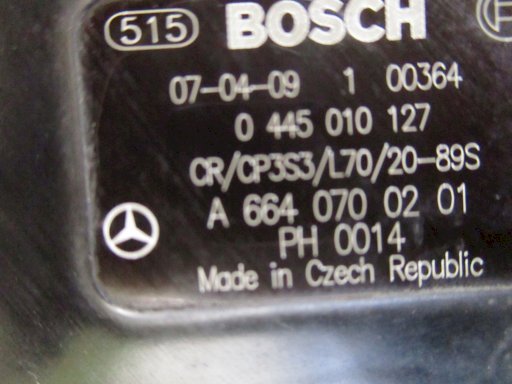 515 BOSCH
07-04-09 1 00364
0 445 010 127
CR/CP3S3/L70/20-89S
A 664 070 02 01
PH 0014
Made in Czech Republic